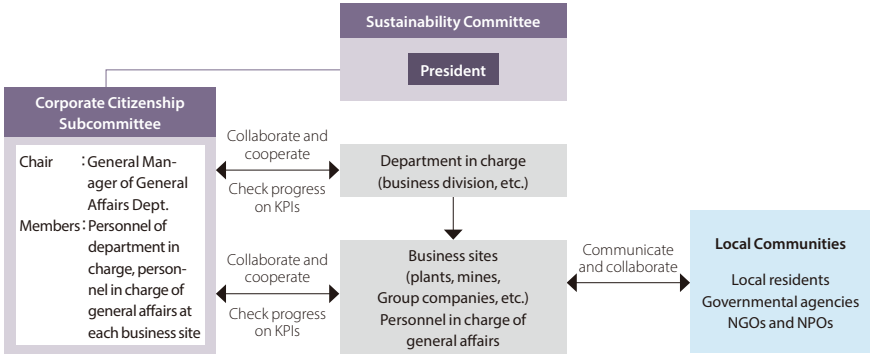 Sustainability Committee
President
Corporate Citizenship
Subcommittee
Chair : General Man-
ager of General
Affairs Dept.
Members : Personnel of
department in
charge, person-
nel in charge of
general affairs at
each business site
Collaborate and
cooperate
Check progress
on KPIs
Department in charge
(business division, etc.)
Collaborate and
cooperate
Check progress
on KPIs
Business sites
(plants, mines,
Group companies, etc.)
Personnel in charge of
general affairs
Communicate
and collaborate
Local Communities
Local residents
Governmental agencies
NGOs and NPOs